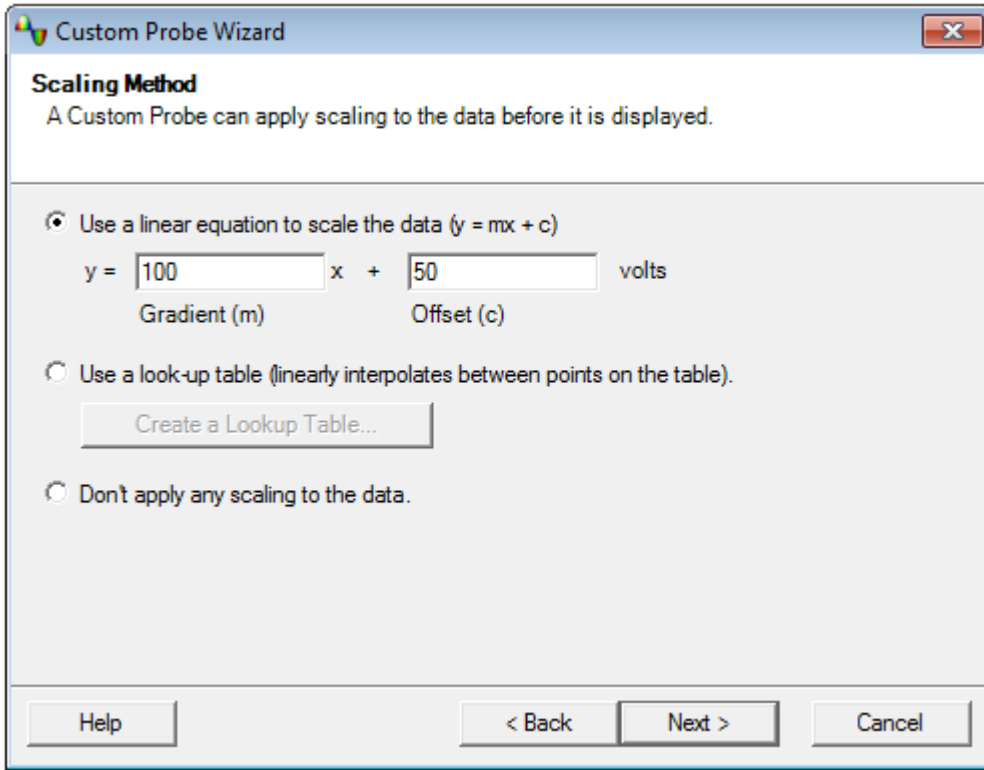 Custom Probe Wizard
Scaling Method
A Custom Probe can apply scaling to the data before it is displayed.
Use a linear equation to scale the data (y = mx + c)
y = 100 x + 50 volts
Gradient (m) Offset (c)
Use a look-up table (linearly interpolates between points on the table).
Create a Lookup Table...
Don't apply any scaling to the data.
Help < Back Next > Cancel